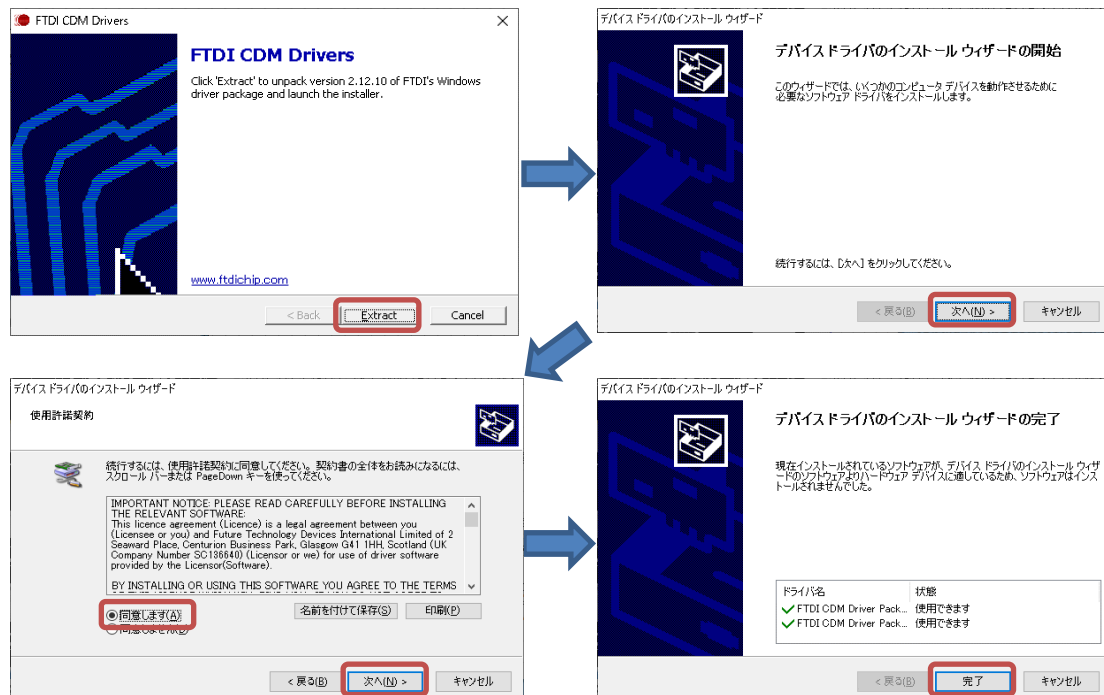 FTDI CDM Drivers
FTDI CDM Drivers
Click 'Extract' to unpack version 2.12.10 of FTDI's Windows
driver package and launch the installer.
www.ftdichip.com
< Back
Extract
Cancel
デバイス ドライバのインストール ウィザード
デバイス ドライバのインストール ウィザードの開始
このウィザードでは、いくつかのコンピュータ デバイスを動作させるために
必要なソフトウェア ドライバをインストールします。
続行するには、[次へ] をクリックしてください。
< 戻る(B)
次へ(N) >
キャンセル
デバイス ドライバのインストール ウィザード
使用許諾契約
続行するには、使用許諾契約に同意してください。契約書の全体をお読みになるには、
スクロール バーまたは PageDown キーを使ってください。
IMPORTANT NOTICE: PLEASE READ CAREFULLY BEFORE INSTALLING
THE RELEVANT SOFTWARE:
This licence agreement (Licence) is a legal agreement between you
(Licensee or you) and Future Technology Devices International Limited of 2
Seaward Place, Centurion Business Park, Glasgow G41 1HH, Scotland (UK
Company Number SC136640) (Licensor or we) for use of driver software
provided by the Licensor(Software).
BY INSTALLING OR USING THIS SOFTWARE YOU AGREE TO THE TERMS
同意します(A)
名前を付けて保存(S)
印刷(P)
同意しません(D)
< 戻る(B)
次へ(N) >
キャンセル
デバイス ドライバのインストール ウィザード
デバイス ドライバのインストール ウィザードの完了
現在インストールされているソフトウェアが、デバイス ドライバのインストール ウィザ
ードのソフトウェアよりハードウェア デバイスに適しているため、ソフトウェアはインス
トールされませんでした。
ドライバ名
状態
FTDI CDM Driver Pack... 使用できます
FTDI CDM Driver Pack... 使用できます
< 戻る(B)
完了
キャンセル